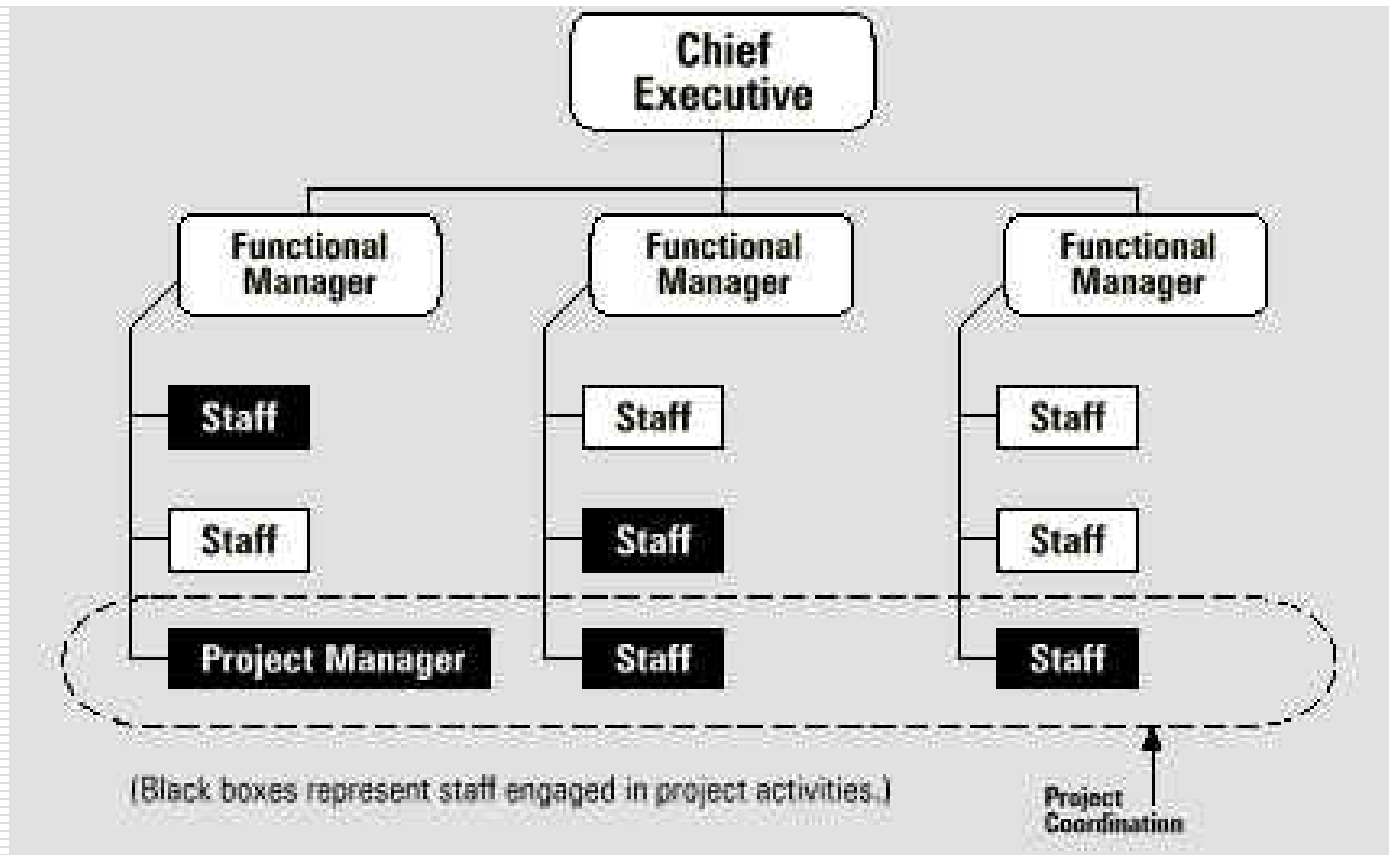 Chief
Executive
Functional
Manager
Functional
Manager
Functional
Manager
Staff
Staff
Staff
Staff
Staff
Staff
Project Manager
Staff
Staff
(Black boxes represent staff engaged in project activities.)
Project
Coordination